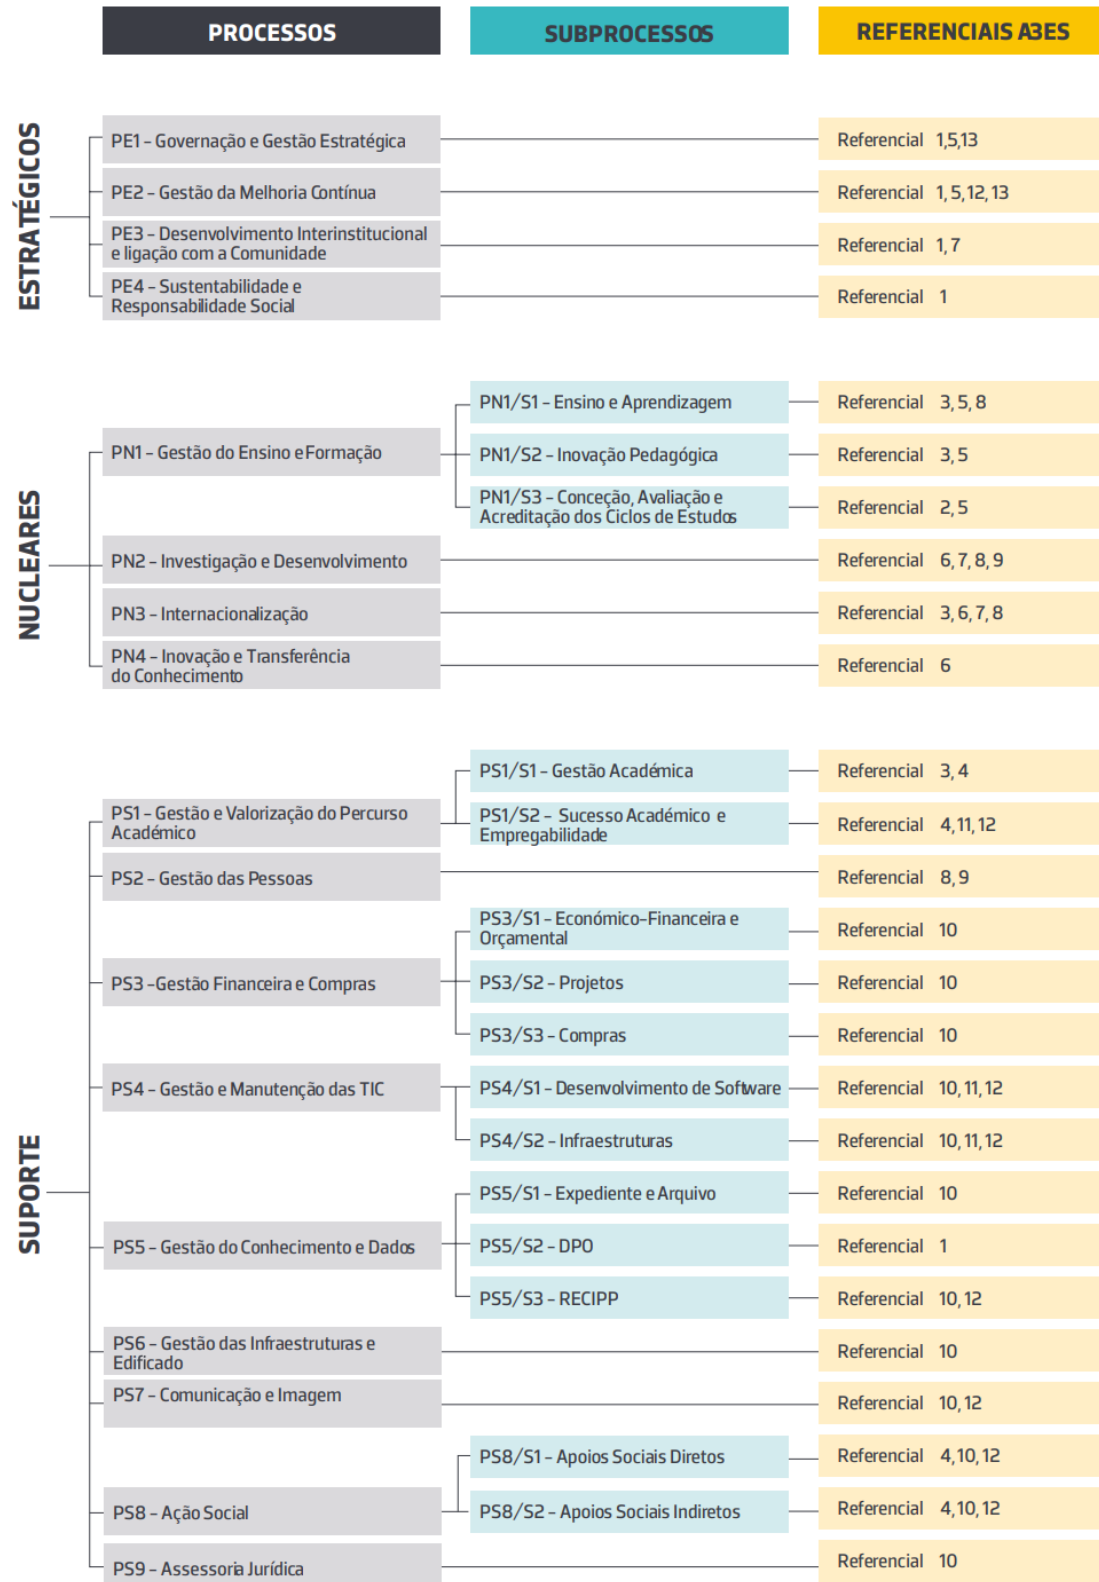 PROCESSOS
SUBPROCESSOS
REFERENCIAIS A3ES
ESTRATÉGICOS
PE1 – Governação e Gestão Estratégica
Referencial 1,5,13
PE2 – Gestão da Melhoria Contínua
Referencial 1, 5, 12, 13
PE3 – Desenvolvimento Interinstitucional
e ligação com a Comunidade
Referencial 1, 7
PE4 – Sustentabilidade e
Responsabilidade Social
Referencial 1
NUCLEARES
PN1 – Gestão do Ensino e Formação
PN1/S1 – Ensino e Aprendizagem
Referencial 3, 5, 8
PN1/S2 – Inovação Pedagógica
Referencial 3, 5
PN1/S3 – Conceção, Avaliação e
Acreditação dos Ciclos de Estudos
Referencial 2, 5
PN2 – Investigação e Desenvolvimento
Referencial 6, 7, 8, 9
PN3 – Internacionalização
Referencial 3, 6, 7, 8
PN4 – Inovação e Transferência
do Conhecimento
Referencial 6
SUPORTE
PS1 – Gestão e Valorização do Percurso
Académico
PS1/S1 – Gestão Académica
Referencial 3, 4
PS1/S2 – Sucesso Académico e
Empregabilidade
Referencial 4, 11, 12
PS2 – Gestão das Pessoas
Referencial 8, 9
PS3 –Gestão Financeira e Compras
PS3/S1 – Económico-Financeira e
Orçamental
Referencial 10
PS3/S2 – Projetos
Referencial 10
PS3/S3 – Compras
Referencial 10
PS4 – Gestão e Manutenção das TIC
PS4/S1 – Desenvolvimento de Software
Referencial 10, 11, 12
PS4/S2 – Infraestruturas
Referencial 10, 11, 12
PS5 – Gestão do Conhecimento e Dados
PS5/S1 – Expediente e Arquivo
Referencial 10
PS5/S2 – DPO
Referencial 1
PS5/S3 – RECIPP
Referencial 10, 12
PS6 – Gestão das Infraestruturas e
Edificado
Referencial 10
PS7 – Comunicação e Imagem
Referencial 10, 12
PS8 – Ação Social
PS8/S1 – Apoios Sociais Diretos
Referencial 4, 10, 12
PS8/S2 – Apoios Sociais Indiretos
Referencial 4, 10, 12
PS9 – Assessoria Jurídica
Referencial 10